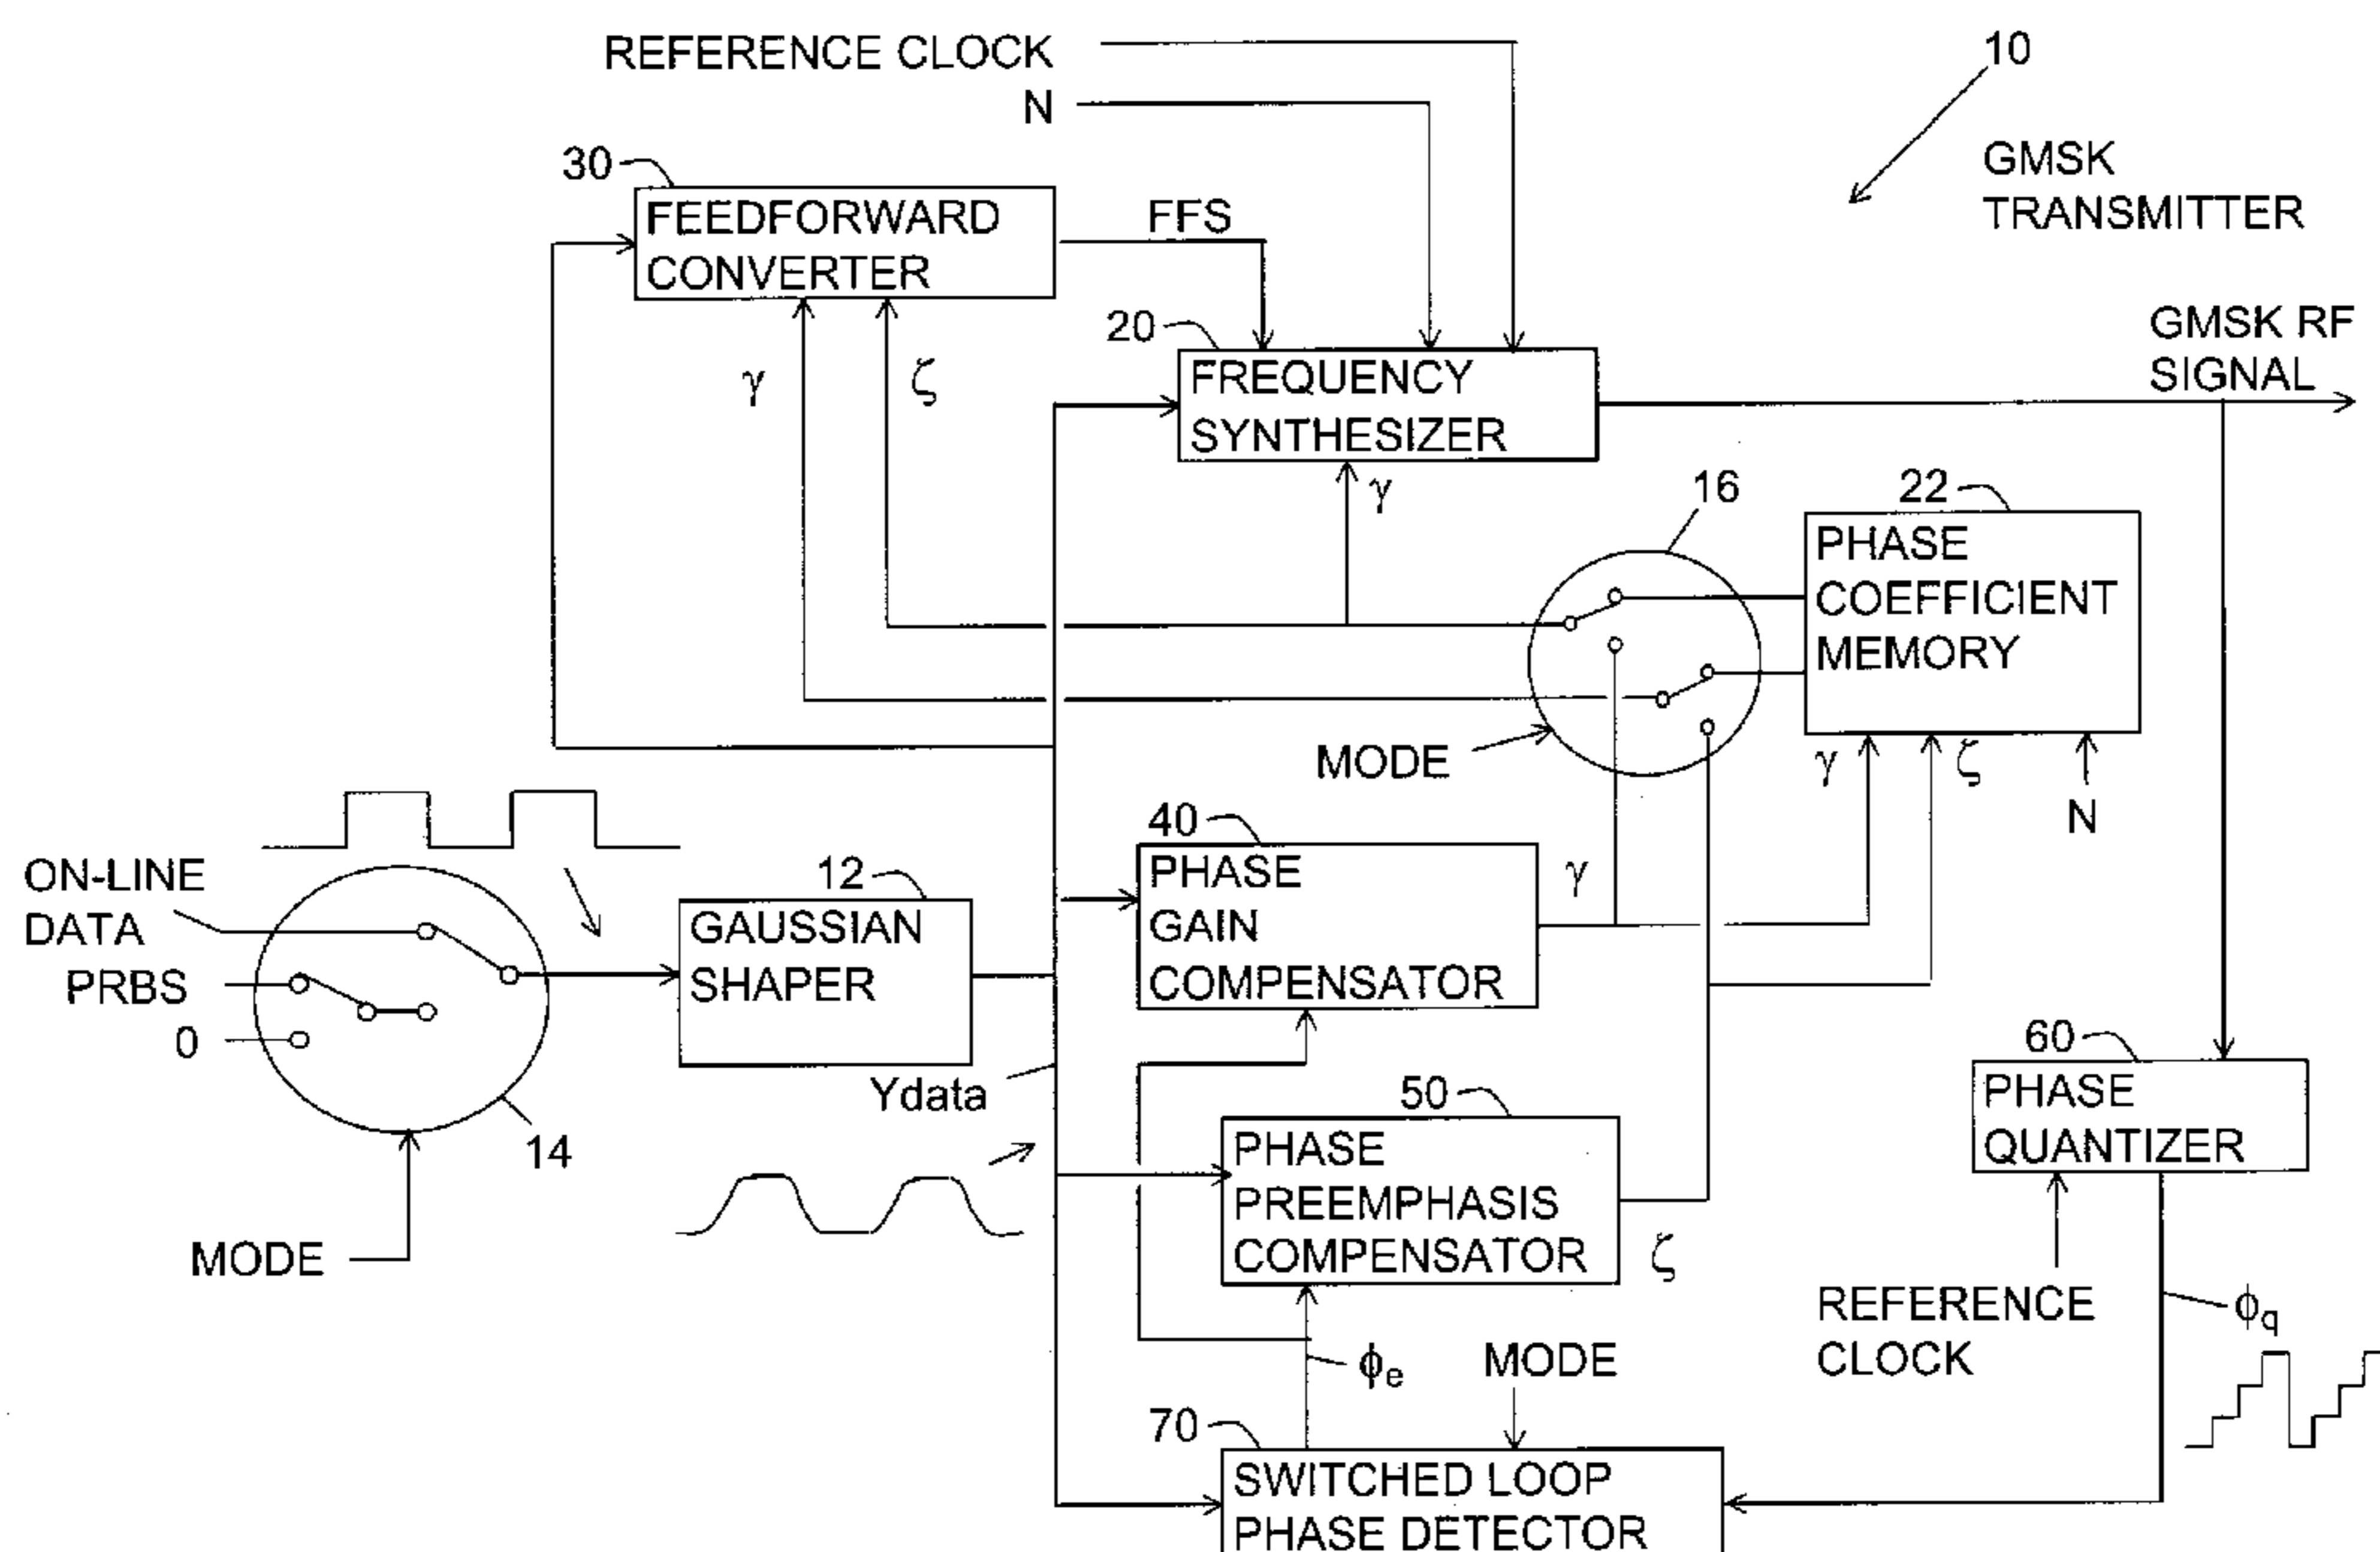 REFERENCE CLOCK
N
10
GMSK
TRANSMITTER
30
FEEDFORWARD
CONVERTER
FFS
γ
ζ
20
FREQUENCY
SYNTHESIZER
γ
GMSK RF
SIGNAL
16
22
PHASE
COEFFICIENT
MEMORY
MODE
γ
ζ
N
ON-LINE
DATA
PRBS
0
14
MODE
12
GAUSSIAN
SHAPER
Ydata
40
PHASE
GAIN
COMPENSATOR
γ
50
PHASE
PREEMPHASIS
COMPENSATOR
ζ
60
PHASE
QUANTIZER
REFERENCE
CLOCK
ϕq
ϕe
MODE
70
SWITCHED LOOP
PHASE DETECTOR